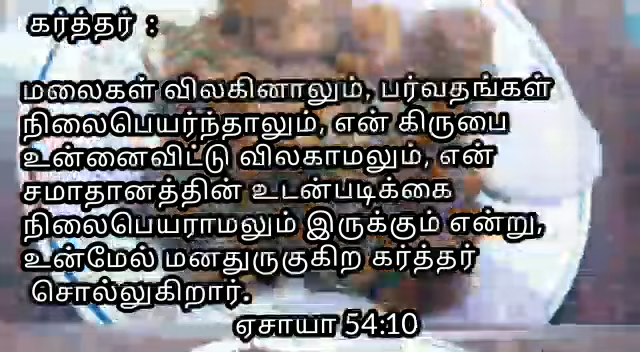 கர்த்தர் :
மலைகள் விலகினாலும், பர்வதங்கள்
நிலைபெயர்ந்தாலும், என் கிருபை
உன்னைவிட்டு விலகாமலும், என்
சமாதானத்தின் உடன்படிக்கை
நிலைபெயராமலும் இருக்கும் என்று,
உன்மேல் மனதுருகுகிற கர்த்தர்
சொல்லுகிறார்.
ஏசாயா 54:10